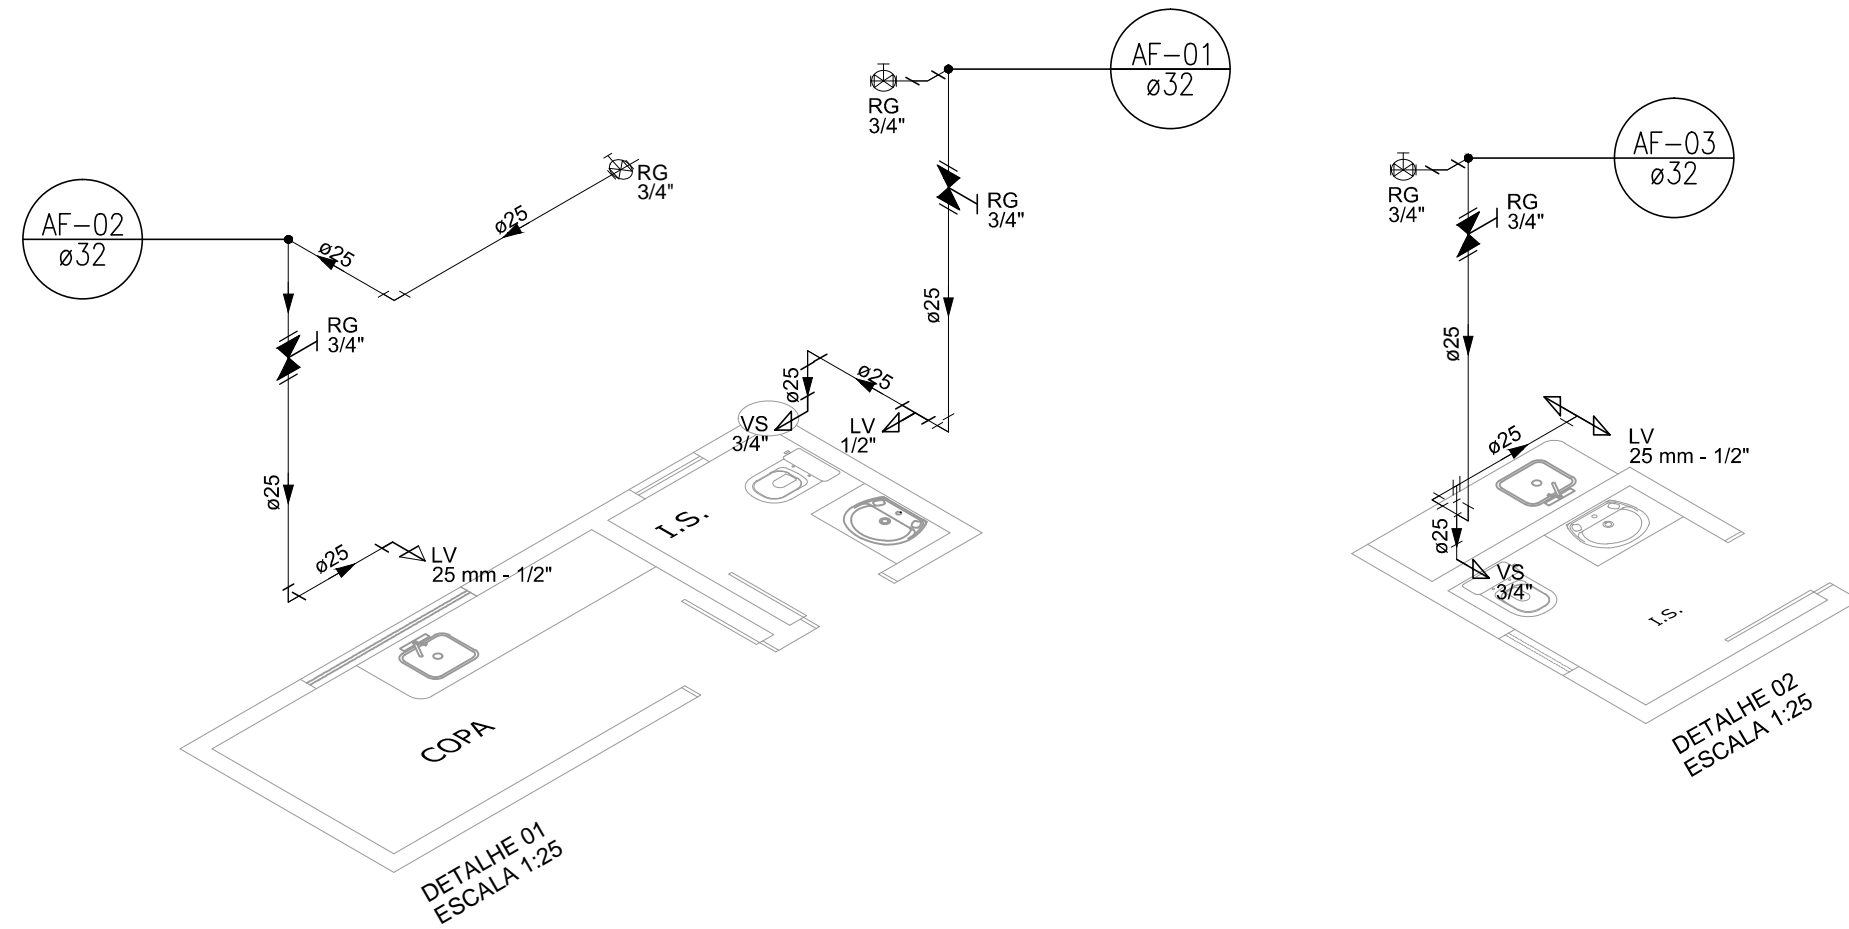 AF-01
ø32
RG
3/4"
RG
3/4"
ø25
ø25
ø25
VS
3/4"
LV
1/2"
AF-02
ø32
ø25
ø25
RG
3/4"
RG
3/4"
ø25
ø25
LV
25 mm - 1/2"
I.S.
COPA
DETALHE 01
ESCALA 1:25
AF-03
ø32
RG
3/4"
RG
3/4"
ø25
ø25
LV
25 mm - 1/2"
ø25
VS
3/4"
I.S.
DETALHE 02
ESCALA 1:25